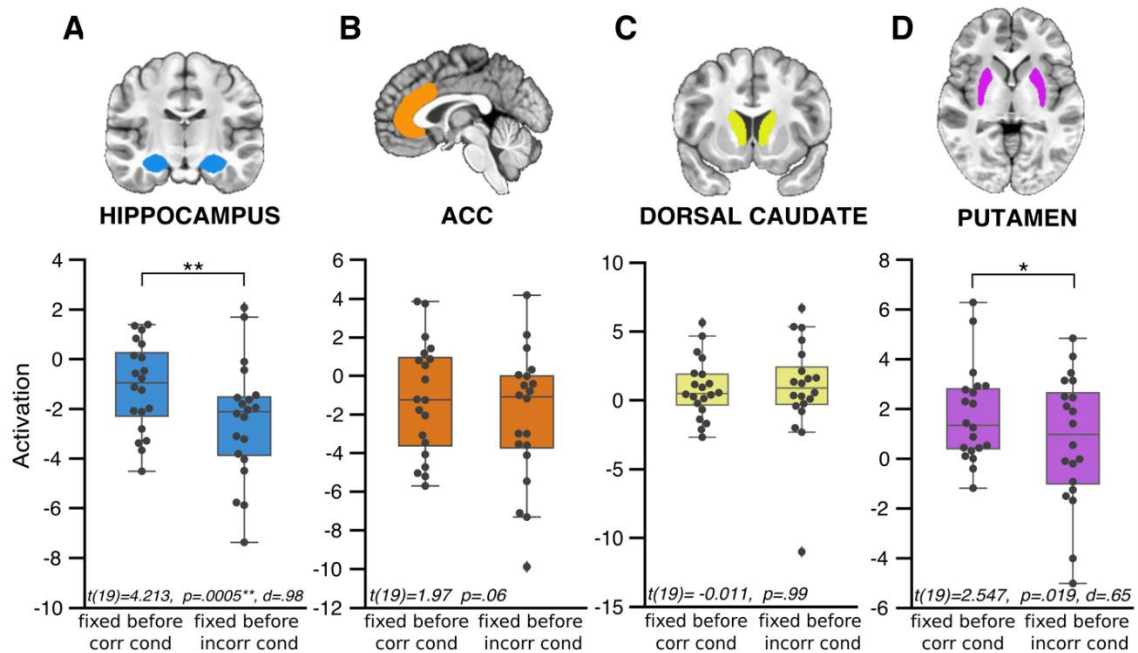 A
B
C
D
HIPPOCAMPUS
ACC
DORSAL CAUDATE
PUTAMEN
Activation
4
2
0
-2
-4
-6
-8
-10
**
t(19)=4.213, p=.0005**, d=.98
fixed before
corr cond
fixed before
incorr cond
6
4
2
0
-2
-4
-6
-8
-10
-12
t(19)=1.97 p=.06
fixed before
corr cond
fixed before
incorr cond
10
5
0
-5
-10
-15
t(19)= -0.011, p=.99
fixed before
corr cond
fixed before
incorr cond
8
6
4
2
0
-2
-4
-6
*
t(19)=2.547, p=.019, d=.65
fixed before
corr cond
fixed before
incorr cond